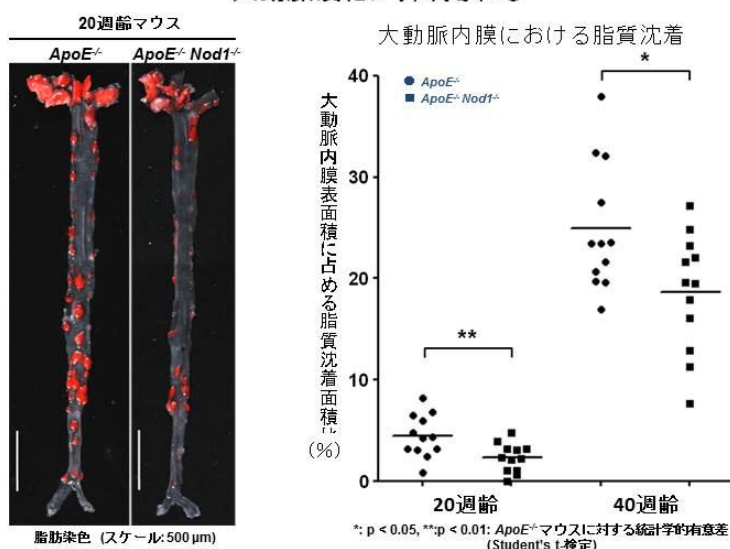 20週齢マウス
ApoE-/-
ApoE-/- Nod1-/-
脂肪染色 (スケール: 500 µm)
大動脈内膜における脂質沈着
大動脈内膜表面積に占める脂質沈着面積
(%)
40
30
20
10
0
ApoE-/-
ApoE-/- Nod1-/-
**
*
20週齢
40週齢
*: p < 0.05, **:p < 0.01: ApoE-/-マウスに対する統計学的有意差
(Student's t-検定)